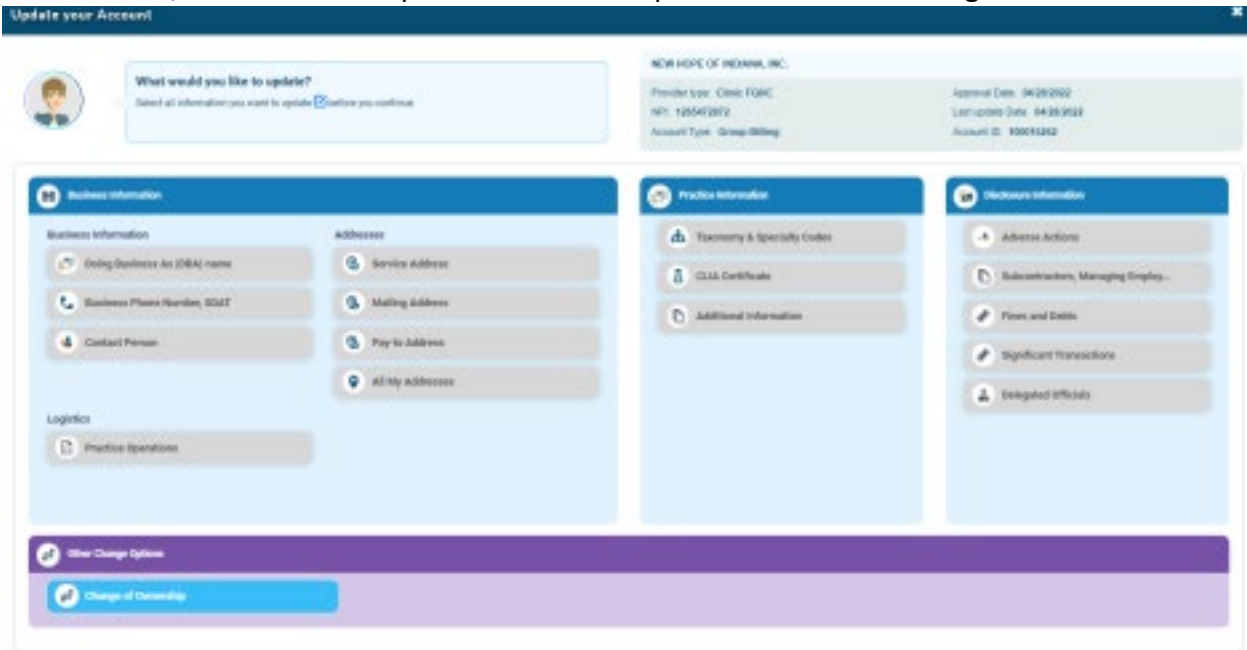 Update your Account
What would you like to update?
Select all information you want to update before you continue
NEW HOPE OF INDIANA, INC.
Provider type: Clinic FQHC
NPI:
Account Type: Group Billing
Approval Date: 04/28/2022
Last update Date: 04/28/2022
Account ID:
Business Information
Business Information
Doing Business As (DBA) name
Business Phone Number, EOAT
Contact Person
Logistics
Practice Operations
Addresses
Service Address
Mailing Address
Pay-to Address
All My Addresses
Practice Information
Taxonomy & Specialty Codes
CLIA Certificate
Additional Information
Disclosure Information
Adverse Actions
Subcontractors, Managing Employ...
Fines and Debts
Significant Transactions
Delegated Officials
Other Change Options
Change of Ownership